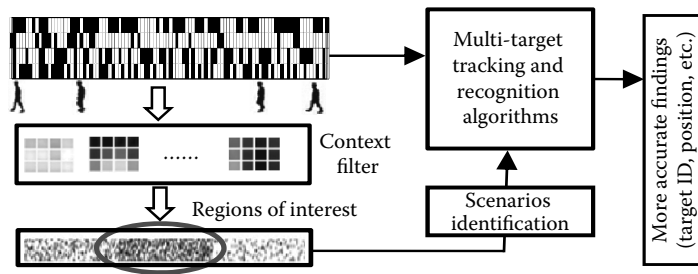 Multi-target
tracking and
recognition
algorithms
More accurate findings
(target ID, position, etc.)
......
Context
filter
Scenarios
identification
Regions of interest